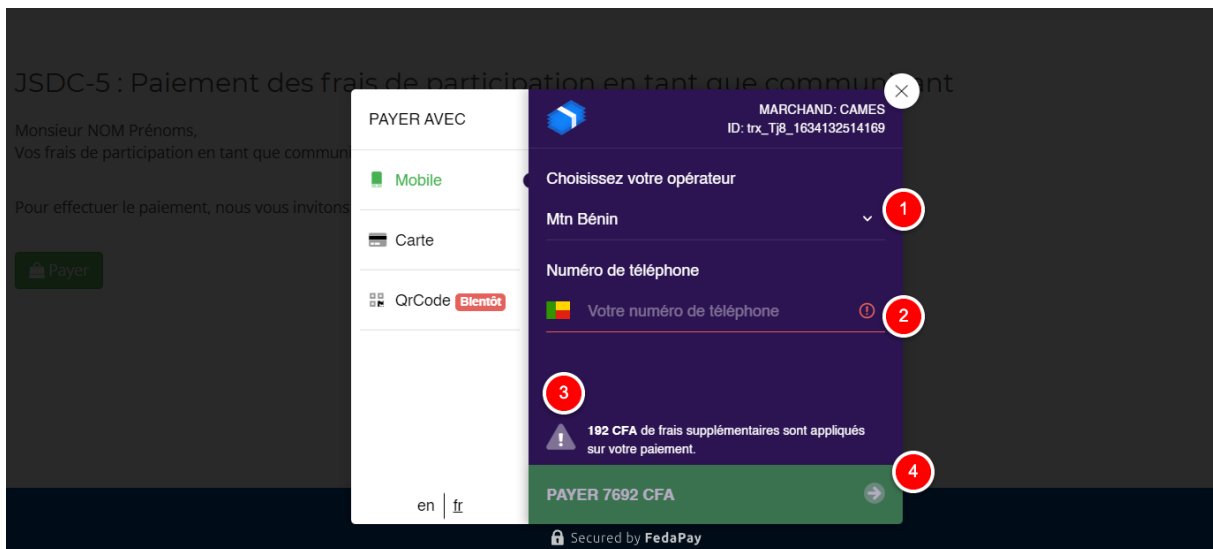 JSDC-5 : Paiement des frais de participation en tant que communiquant
Monsieur NOM Prénoms,
Vos frais de participation en tant que communi
Pour effectuer le paiement, nous vous invitons
Payer
PAYER AVEC
Mobile
Carte
QrCode Bientôt
en | fr
MARCHAND: CAMES
ID: trx_Tj8_1634132514169
Choisissez votre opérateur
Mtn Bénin
1
Numéro de téléphone
Votre numéro de téléphone
2
3
192 CFA de frais supplémentaires sont appliqués
sur votre paiement.
4
PAYER 7692 CFA
Secured by FedaPay